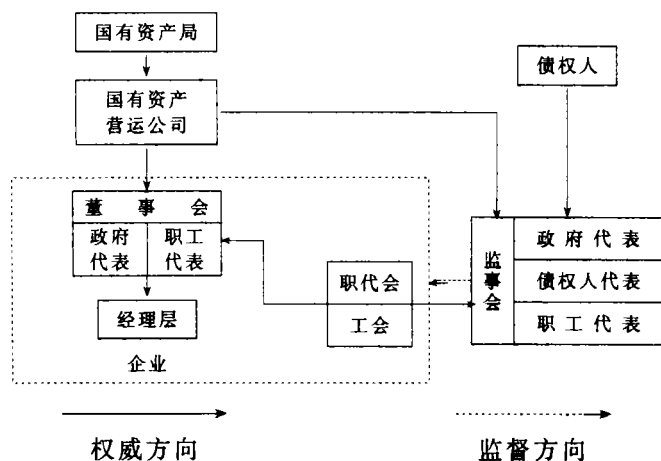 国有资产局
债权人
国有资产
营运公司
董事会
政府
代表
职工
代表
监事会
政府代表
债权人代表
职工代表
职代会
工会
经理层
企业
权威方向
监督方向